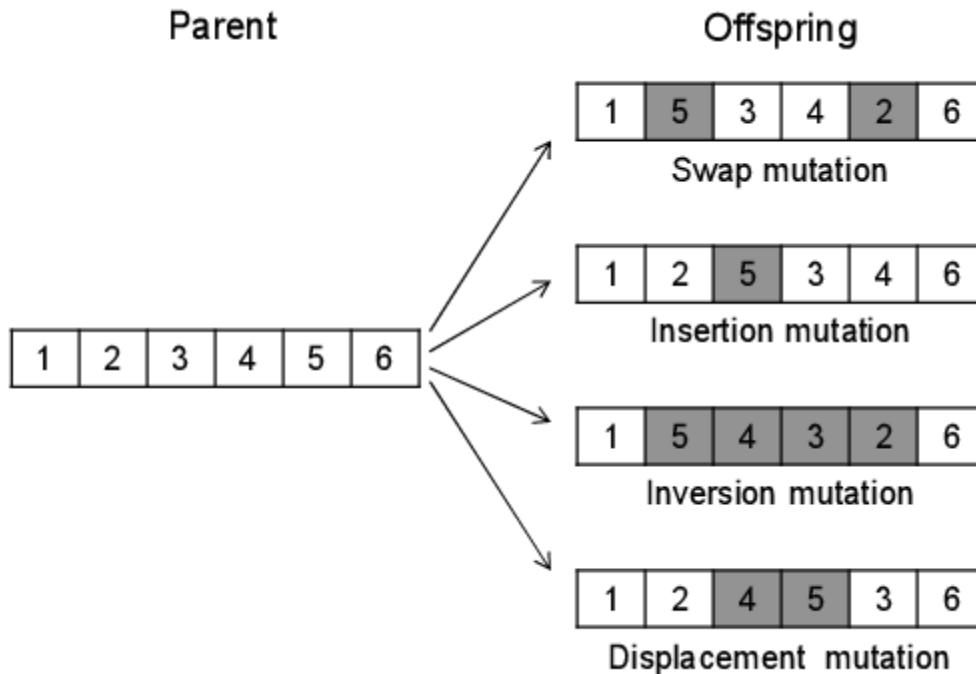 Parent
Offspring
1 5 3 4 2 6
Swap mutation
1 2 5 3 4 6
Insertion mutation
1 2 3 4 5 6
1 5 4 3 2 6
Inversion mutation
1 2 4 5 3 6
Displacement mutation